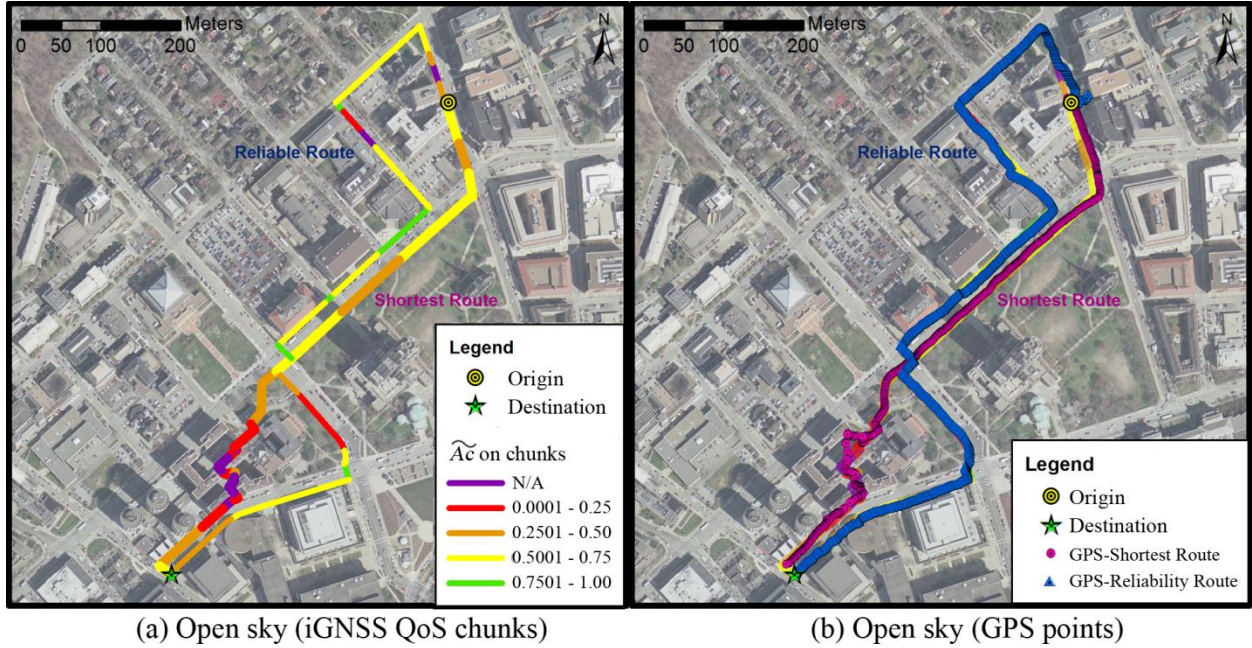 Meters
0 50 100 200
N
Reliable Route
Shortest Route
Legend
Origin
Destination
A͠c on chunks
N/A
0.0001 - 0.25
0.2501 - 0.50
0.5001 - 0.75
0.7501 - 1.00
(a) Open sky (iGNSS QoS chunks)
Meters
0 50 100 200
N
Reliable Route
Shortest Route
Legend
Origin
Destination
GPS-Shortest Route
GPS-Reliability Route
(b) Open sky (GPS points)